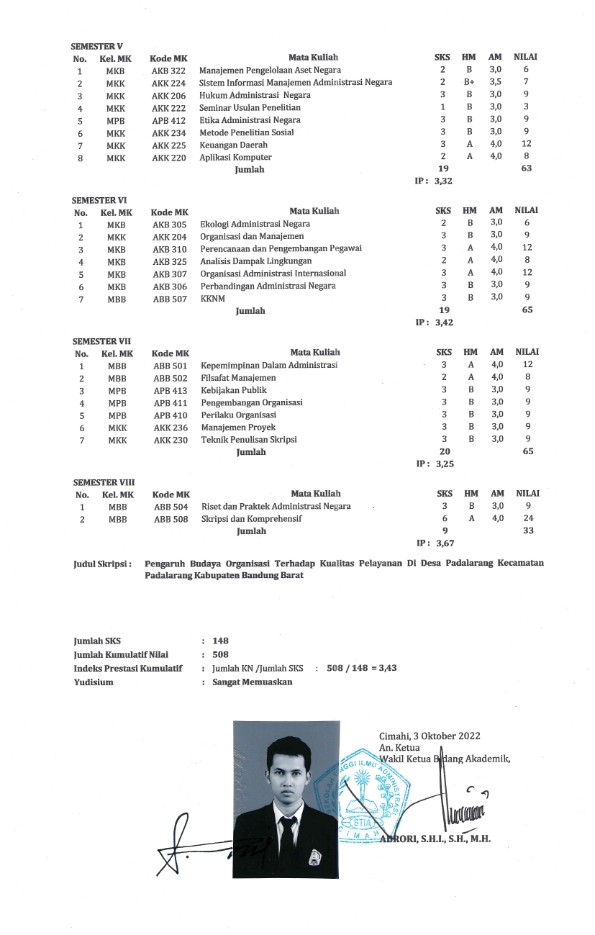 SEMESTER V
No. Kel. MK Kode MK Mata Kuliah SKS HM AM NILAI
1 MKB AKB 322 Manajemen Pengelolaan Aset Negara 2 B 3,0 6
2 MKK AKK 224 Sistem Informasi Manajemen Administrasi Negara 2 B+ 3,5 7
3 MKK AKK 206 Hukum Administrasi Negara 3 B 3,0 9
4 MKK AKK 222 Seminar Usulan Penelitian 1 B 3,0 3
5 MPB APB 412 Etika Administrasi Negara 3 B 3,0 9
6 MKK AKK 234 Metode Penelitian Sosial 3 B 3,0 9
7 MKK AKK 225 Keuangan Daerah 3 A 4,0 12
8 MKK AKK 220 Aplikasi Komputer 2 A 4,0 8
Jumlah 19 63
IP : 3,32
SEMESTER VI
No. Kel. MK Kode MK Mata Kuliah SKS HM AM NILAI
1 MKB AKB 305 Ekologi Administrasi Negara 2 B 3,0 6
2 MKK AKK 204 Organisasi dan Manajemen 3 B 3,0 9
3 MKB AKB 310 Perencanaan dan Pengembangan Pegawai 3 A 4,0 12
4 MKB AKB 325 Analisis Dampak Lingkungan 2 A 4,0 8
5 MKB AKB 307 Organisasi Administrasi Internasional 3 A 4,0 12
6 MKB AKB 306 Perbandingan Administrasi Negara 3 B 3,0 9
7 MBB ABB 507 KKNM 3 B 3,0 9
Jumlah 19 65
IP : 3,42
SEMESTER VII
No. Kel. MK Kode MK Mata Kuliah SKS HM AM NILAI
1 MBB ABB 501 Kepemimpinan Dalam Administrasi 3 A 4,0 12
2 MBB ABB 502 Filsafat Manajemen 2 A 4,0 8
3 MPB APB 413 Kebijakan Publik 3 B 3,0 9
4 MPB APB 411 Pengembangan Organisasi 3 B 3,0 9
5 MPB APB 410 Perilaku Organisasi 3 B 3,0 9
6 MKK AKK 236 Manajemen Proyek 3 B 3,0 9
7 MKK AKK 230 Teknik Penulisan Skripsi 3 B 3,0 9
Jumlah 20 65
IP : 3,25
SEMESTER VIII
No. Kel. MK Kode MK Mata Kuliah SKS HM AM NILAI
1 MBB ABB 504 Riset dan Praktek Administrasi Negara 3 B 3,0 9
2 MBB ABB 508 Skripsi dan Komprehensif 6 A 4,0 24
Jumlah 9 33
IP : 3,67
Judul Skripsi : Pengaruh Budaya Organisasi Terhadap Kualitas Pelayanan Di Desa Padalarang Kecamatan
Padalarang Kabupaten Bandung Barat
Jumlah SKS : 148
Jumlah Kumulatif Nilai : 508
Indeks Prestasi Kumulatif : Jumlah KN /Jumlah SKS : 508 / 148 = 3,43
Yudisium : Sangat Memuaskan
Cimahi, 3 Oktober 2022
An. Ketua
Wakil Ketua Bidang Akademik,
TINGGI ILMU ADMINISTRASI
STIA
CIMAHI
ADRORI, S.H.I., S.H., M.H.